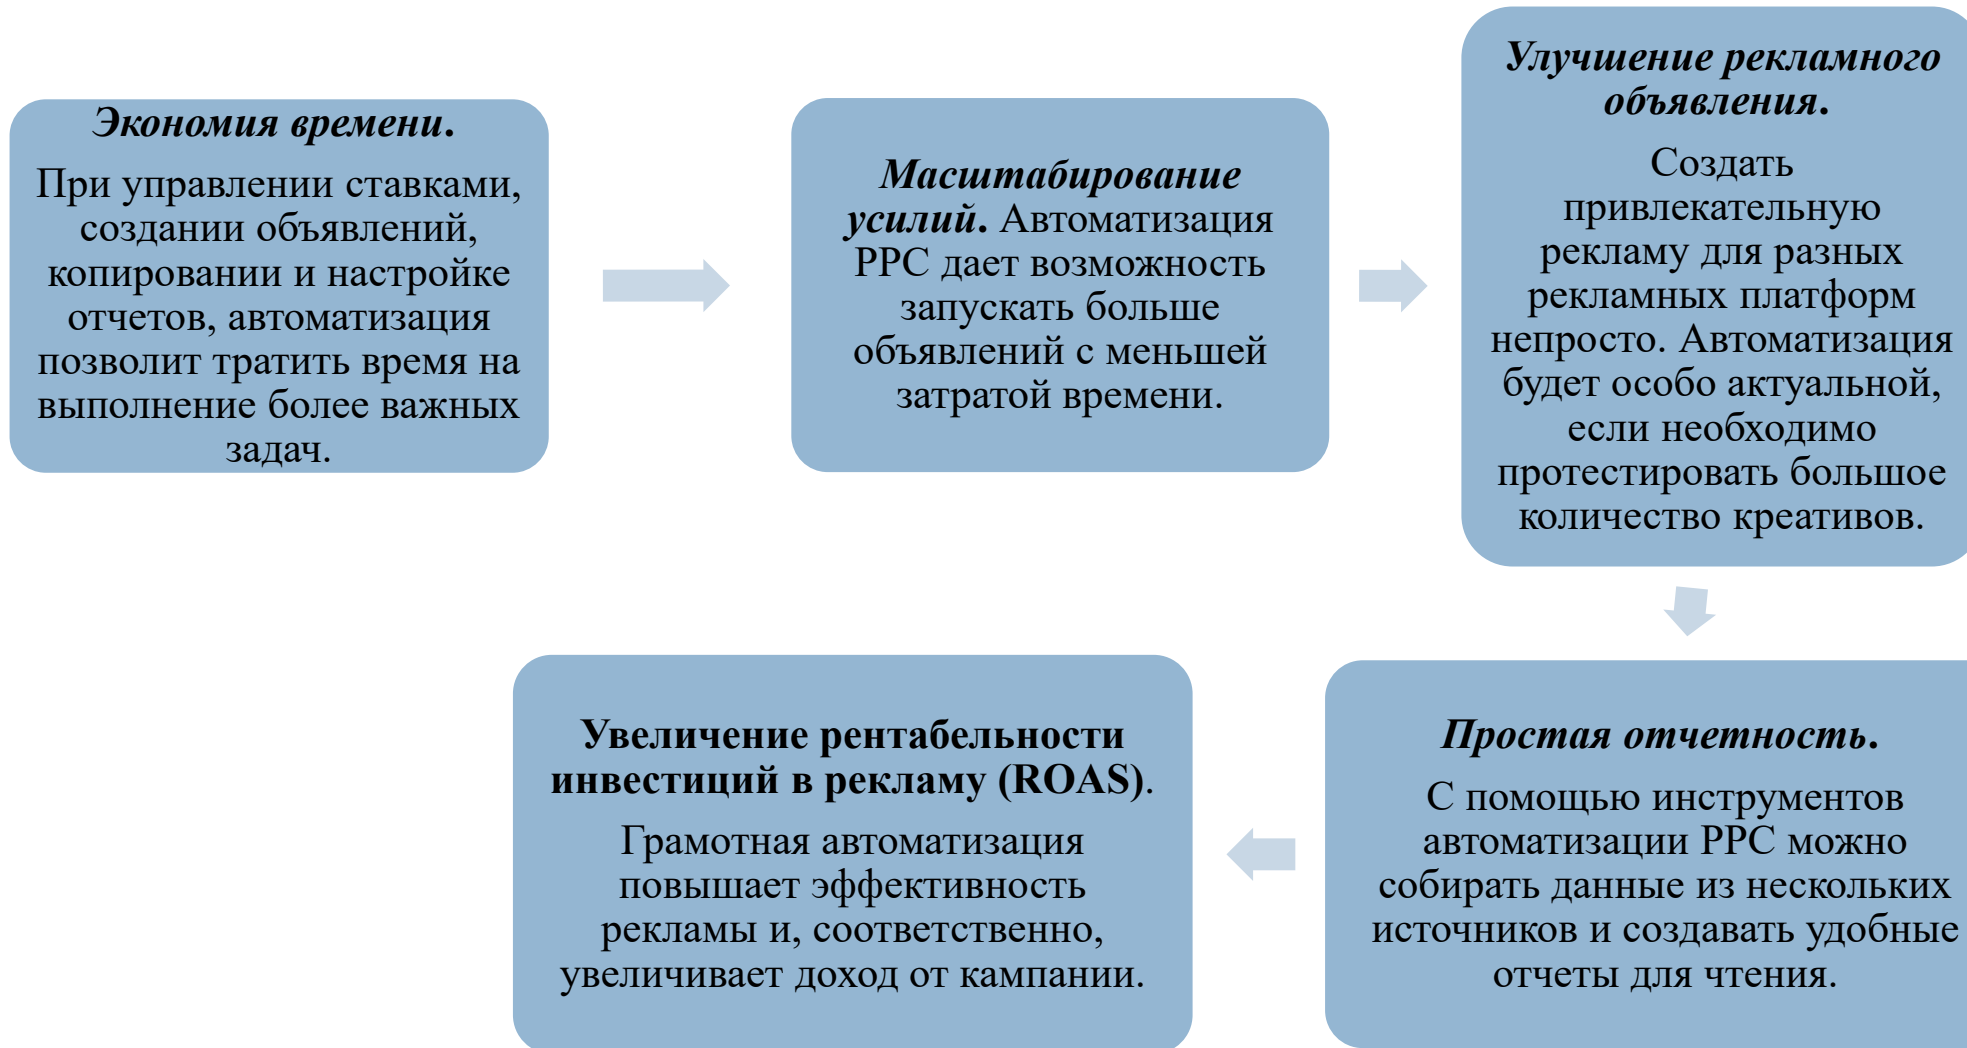 Экономия времени.
При управлении ставками,
создании объявлений,
копировании и настройке
отчетов, автоматизация
позволит тратить время на
выполнение более важных
задач.
Масштабирование
усилий. Автоматизация
PPC дает возможность
запускать больше
объявлений с меньшей
затратой времени.
Улучшение рекламного
объявления.
Создать
привлекательную
рекламу для разных
рекламных платформ
непросто. Автоматизация
будет особо актуальной,
если необходимо
протестировать большое
количество креативов.
Простая отчетность.
С помощью инструментов
автоматизации PPC можно
собирать данные из нескольких
источников и создавать удобные
отчеты для чтения.
Увеличение рентабельности
инвестиций в рекламу (ROAS).
Грамотная автоматизация
повышает эффективность
рекламы и, соответственно,
увеличивает доход от кампании.